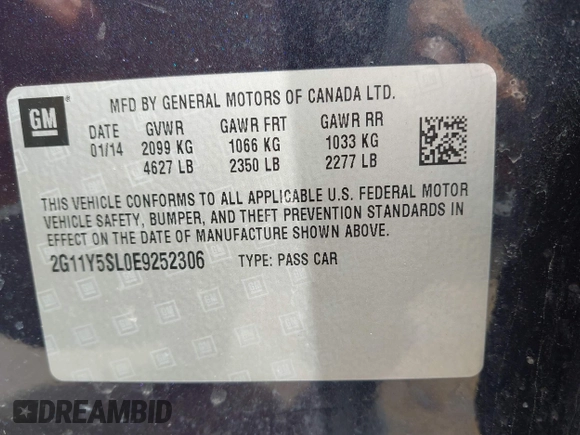 GM
MFD BY GENERAL MOTORS OF CANADA LTD.
DATE GVWR GAWR FRT GAWR RR
01/14 2099 KG 1066 KG 1033 KG
4627 LB 2350 LB 2277 LB
THIS VEHICLE CONFORMS TO ALL APPLICABLE U.S. FEDERAL MOTOR
VEHICLE SAFETY, BUMPER, AND THEFT PREVENTION STANDARDS IN
EFFECT ON THE DATE OF MANUFACTURE SHOWN ABOVE.
2G11Y5SL0E9252306 TYPE: PASS CAR
DREAMBID